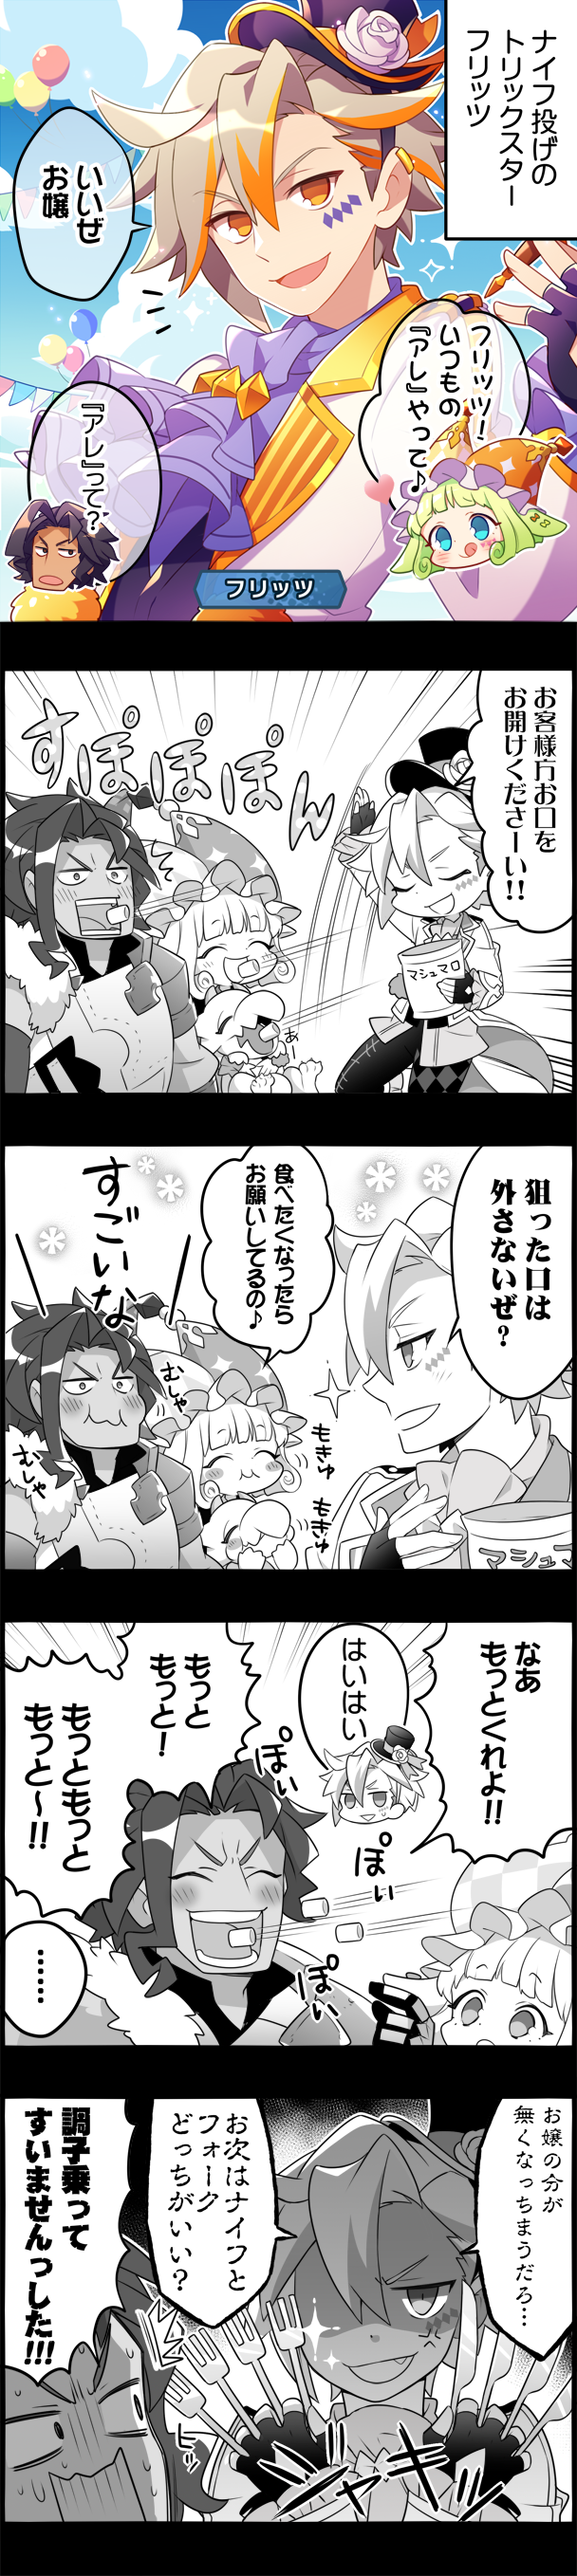 ナイフ投げの
トリックスター
フリッツ
フリッツ！
いつもの
『アレ』やって♪
いいぜ
お嬢
『アレ』って？
フリッツ
お客様方お口を
お開けくださーい!!
すぽぽぽん
マシュマロ
あー
狙った口は
外さないぜ？
食べたくなったら
お願いしてるの♪
すごいな
むしゃ
むしゃ
もきゅ
もきゅ
マシュマ
なあ
もっとくれよ!!
はいはい
もっと
もっと！
もっともっと
もっと〜!!
ぽい
ぽい
ぽい
……
お嬢の分が
無くなっちまうだろ…
お次はナイフと
フォーク
どっちがいい？
調子乗って
すいませんっした!!!
ヒッ
ジャキッ